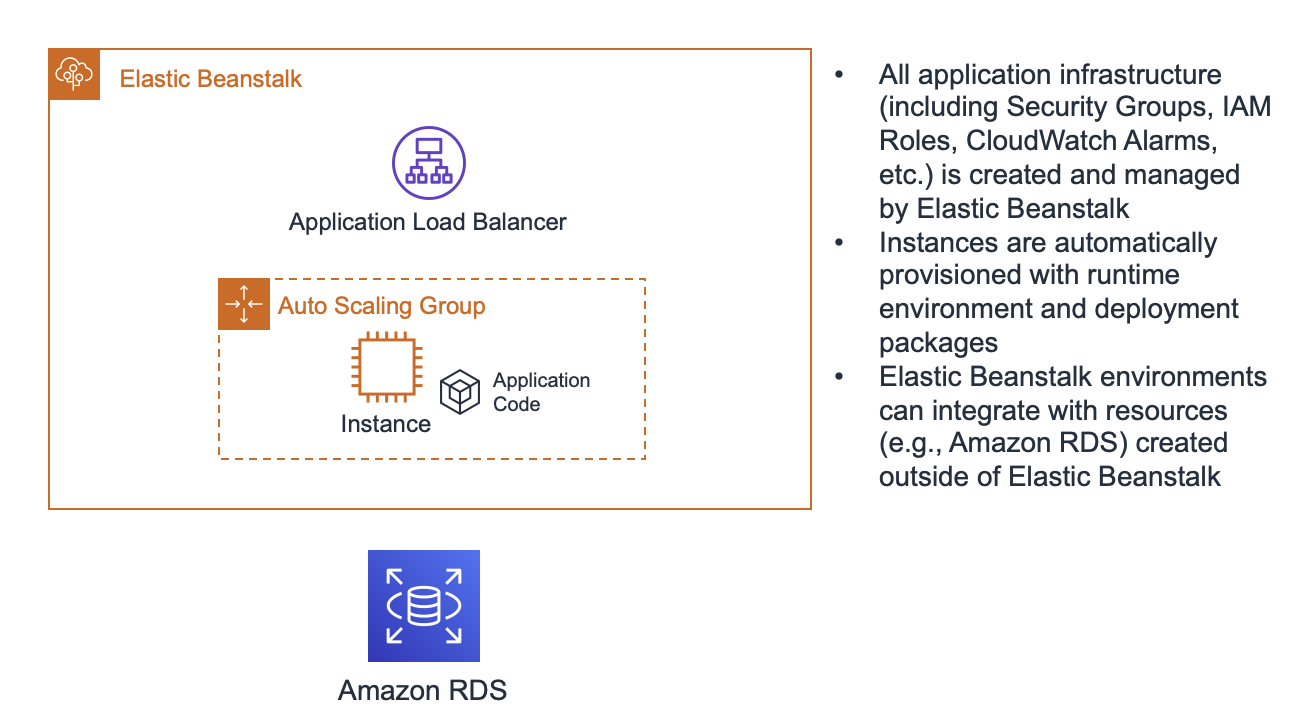 Elastic Beanstalk
Application Load Balancer
Auto Scaling Group
Instance
Application
Code
Amazon RDS
• All application infrastructure
(including Security Groups, IAM
Roles, CloudWatch Alarms,
etc.) is created and managed
by Elastic Beanstalk
• Instances are automatically
provisioned with runtime
environment and deployment
packages
• Elastic Beanstalk environments
can integrate with resources
(e.g., Amazon RDS) created
outside of Elastic Beanstalk